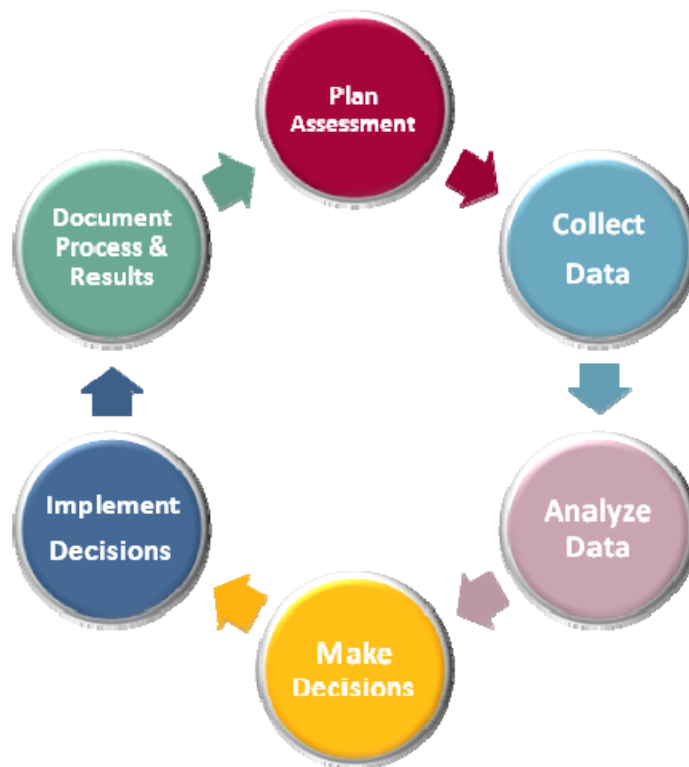 Plan
Assessment
Collect
Data
Analyze
Data
Make
Decisions
Implement
Decisions
Document
Process &
Results